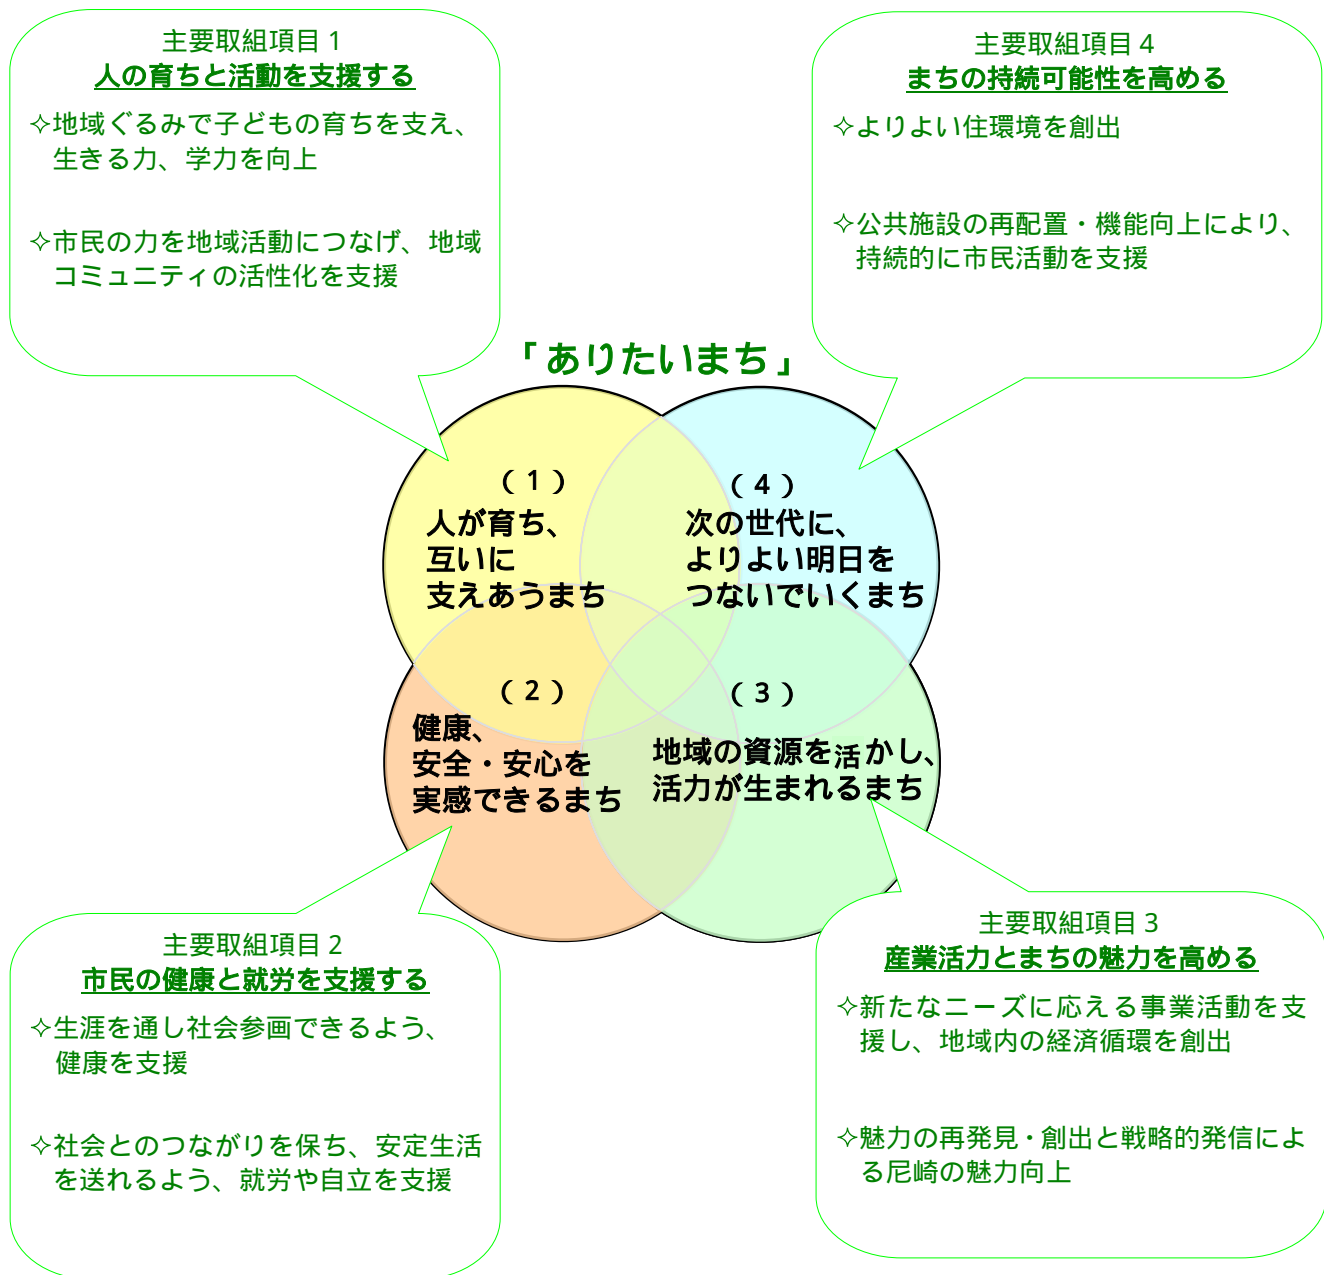 主要取組項目1
人の育ちと活動を支援する
✧地域ぐるみで子どもの育ちを支え、
生きる力、学力を向上
✧市民の力を地域活動につなげ、地域
コミュニティの活性化を支援
主要取組項目4
まちの持続可能性を高める
✧よりよい住環境を創出
✧公共施設の再配置・機能向上により、
持続的に市民活動を支援
「ありたいまち」
(1)
人が育ち、
互いに
支えあうまち
(4)
次の世代に、
よりよい明日を
つないでいくまち
(2)
健康、
安全・安心を
実感できるまち
(3)
地域の資源を活かし、
活力が生まれるまち
主要取組項目2
市民の健康と就労を支援する
✧生涯を通し社会参画できるよう、
健康を支援
✧社会とのつながりを保ち、安定生活
を送れるよう、就労や自立を支援
主要取組項目3
産業活力とまちの魅力を高める
✧新たなニーズに応える事業活動を支
援し、地域内の経済循環を創出
✧魅力の再発見・創出と戦略的発信によ
る尼崎の魅力向上